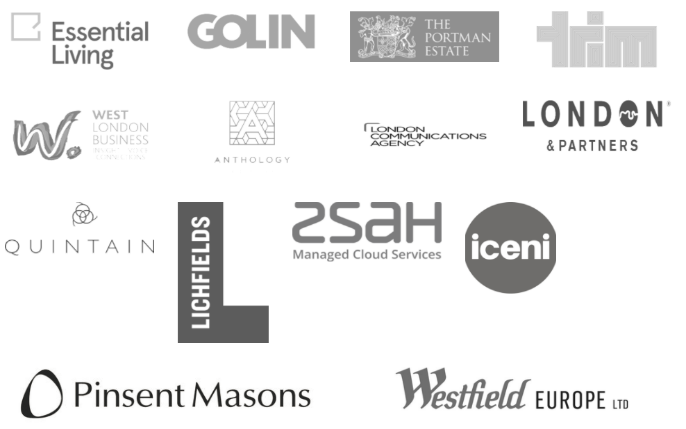 Essential
Living
GOLIN
THE
PORTMAN
ESTATE
trim
W.
WEST
LONDON
BUSINESS
A
ANTHOLOGY
LONDON
COMMUNICATIONS
AGENCY
LONDON®
& PARTNERS
QUINTAIN
LICHFIELDS
zsaH
Managed Cloud Services
iceni
Pinsent Masons
Westfield EUROPE LTD